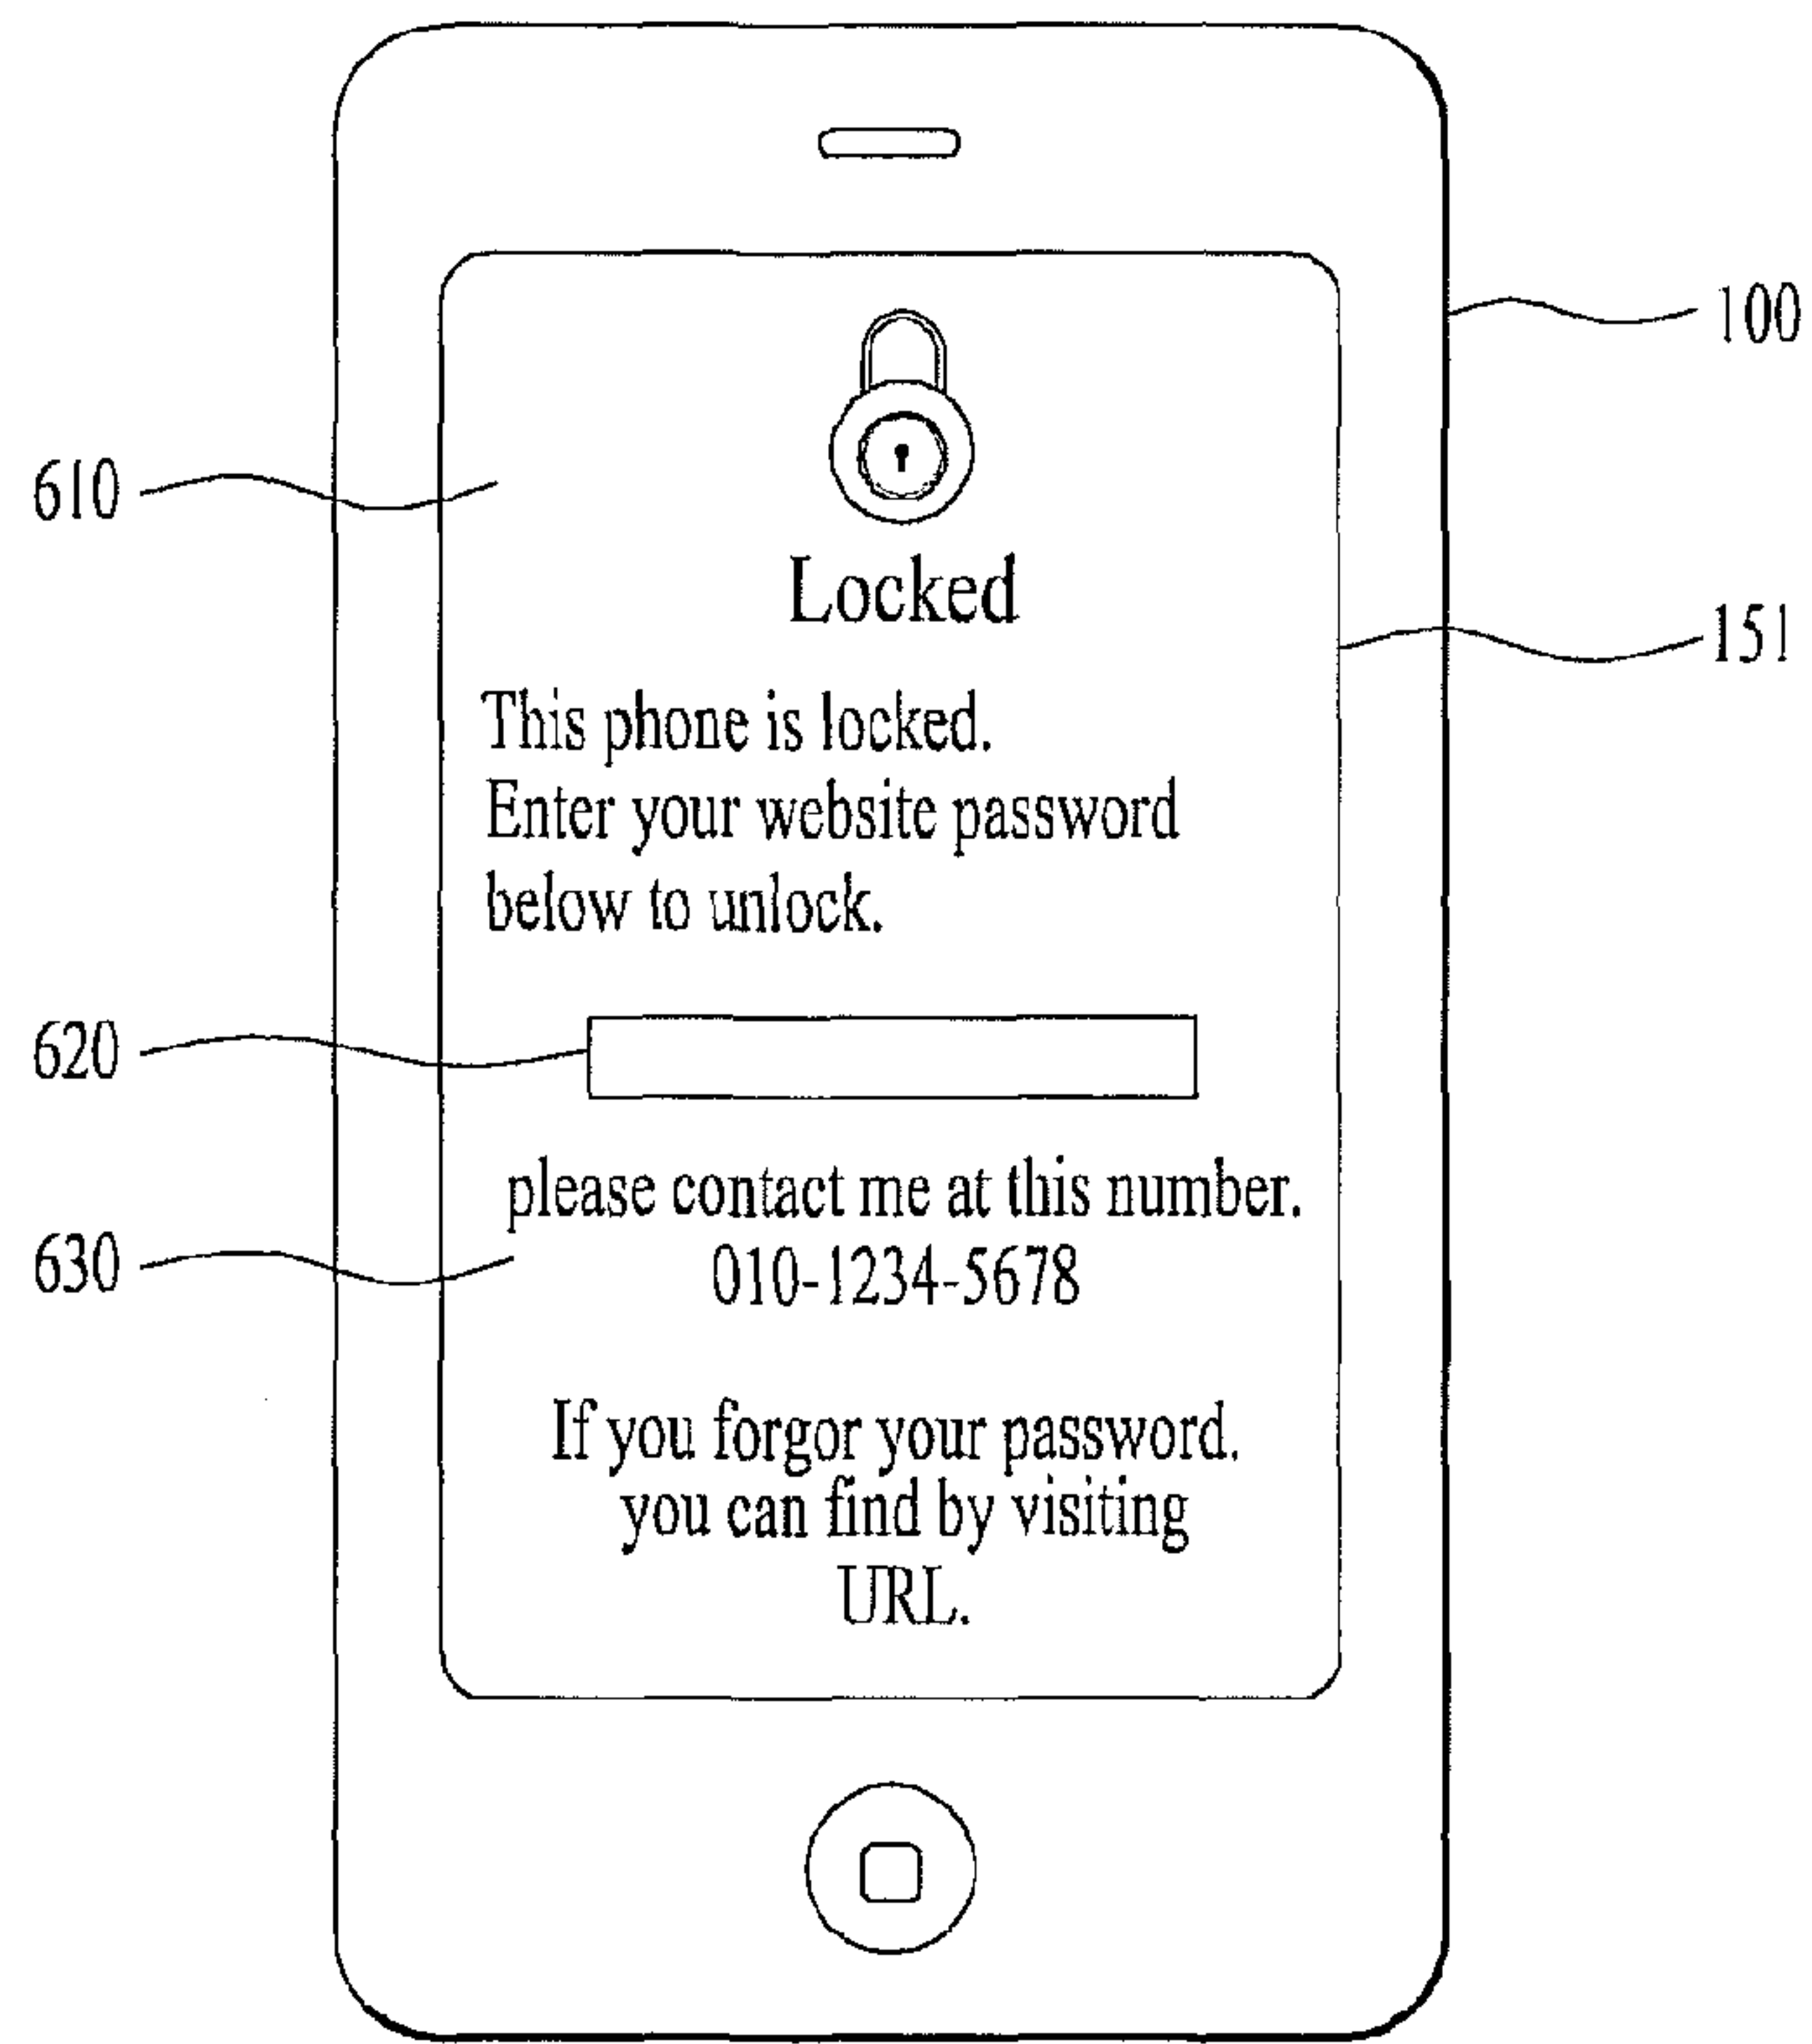 100
610
Locked
151
This phone is locked.
Enter your website password
below to unlock.
620
please contact me at this number.
630
010-1234-5678
If you forgor your password.
you can find by visiting
URL.